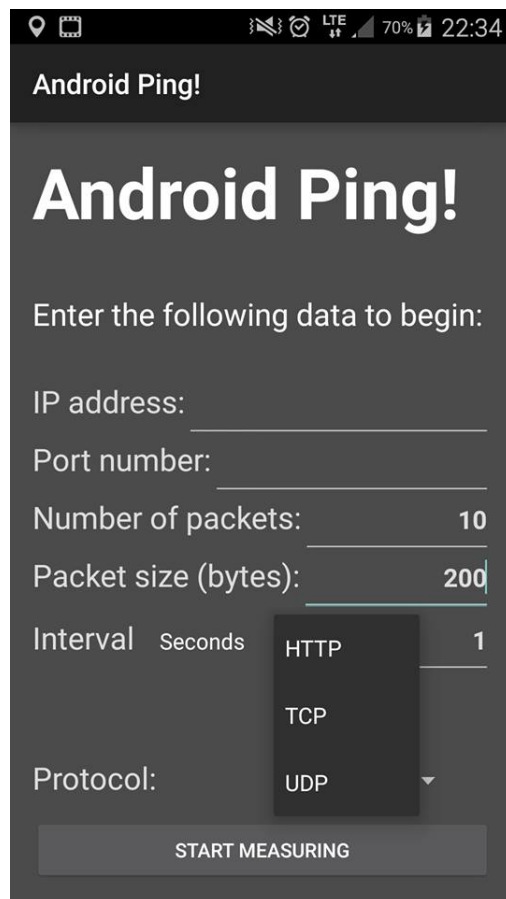 LTE 70% 22:34
Android Ping!
Android Ping!
Enter the following data to begin:
IP address:
Port number:
Number of packets: 10
Packet size (bytes): 200
Interval Seconds 1
HTTP
TCP
Protocol: UDP
START MEASURING